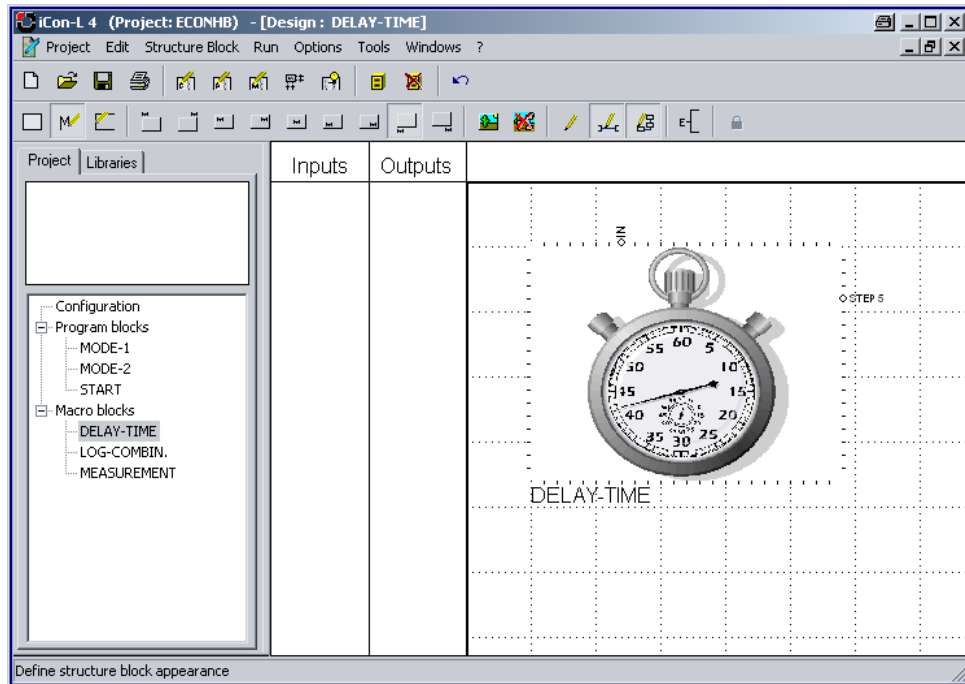 iCon-L 4 (Project: ECONHB) - [Design : DELAY-TIME]
Project Edit Structure Block Run Options Tools Windows ?
Project Libraries
Inputs Outputs
Configuration
Program blocks
MODE-1
MODE-2
START
Macro blocks
DELAY-TIME
LOG-COMBIN.
MEASUREMENT
IN
STEP 5
60
5
10
15
20
25
30
35
40
45
50
55
DELAY-TIME
Define structure block appearance